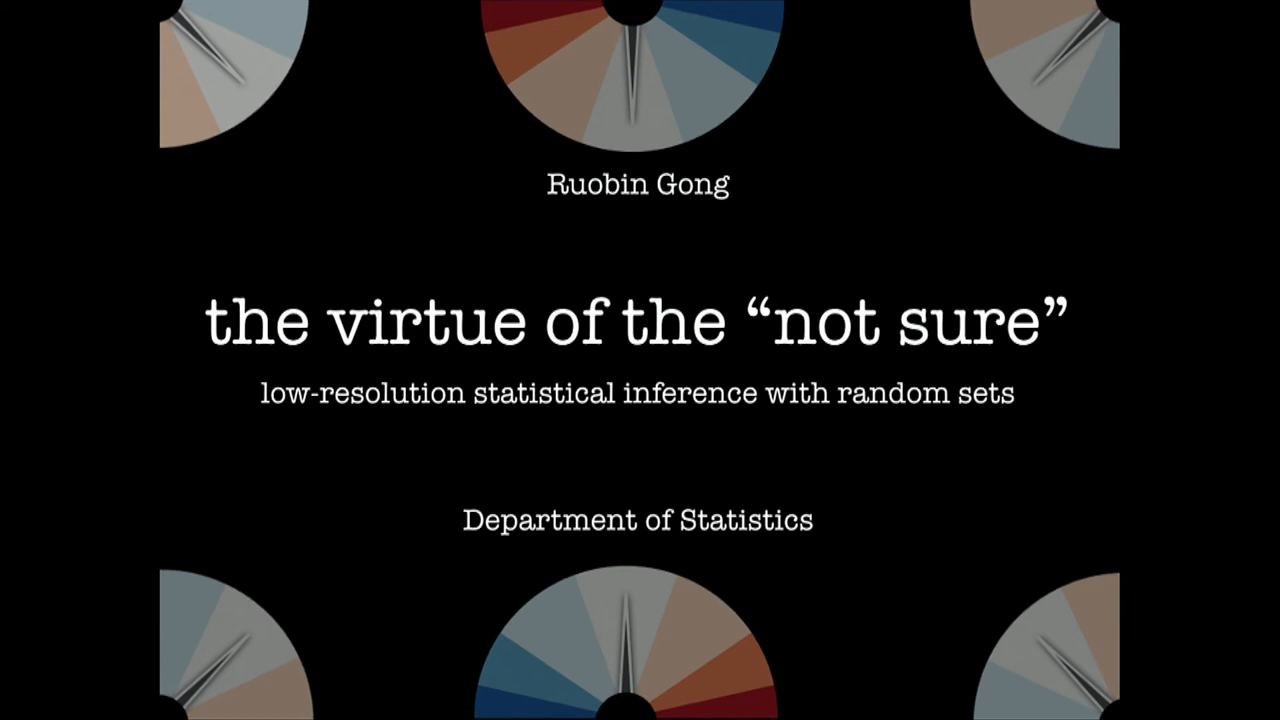 Ruobin Gong
the virtue of the “not sure”
low-resolution statistical inference with random sets
Department of Statistics